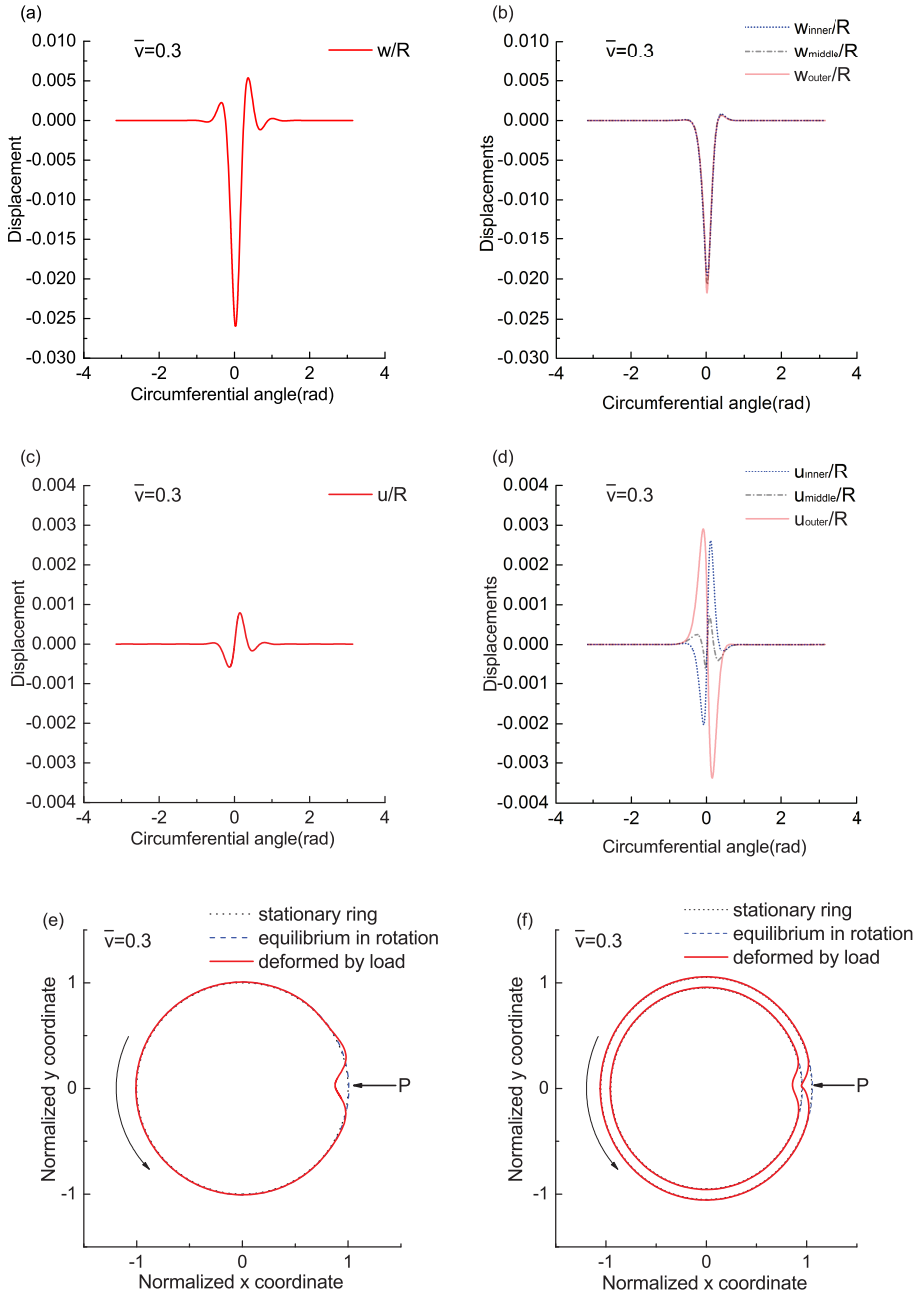 (a)
v̅=0.3
w/R
0.010
0.005
0.000
-0.005
-0.010
-0.015
-0.020
-0.025
-0.030
Displacement
-4 -2 0 2 4
Circumferential angle(rad)
(b)
v̅=0.3
winner/R
wmiddle/R
wouter/R
0.010
0.005
0.000
-0.005
-0.010
-0.015
-0.020
-0.025
-0.030
Displacements
-4 -2 0 2 4
Circumferential angle(rad)
(c)
v̅=0.3
u/R
0.004
0.003
0.002
0.001
0.000
-0.001
-0.002
-0.003
-0.004
Displacement
-4 -2 0 2 4
Circumferential angle(rad)
(d)
v̅=0.3
uinner/R
umiddle/R
uouter/R
0.004
0.003
0.002
0.001
0.000
-0.001
-0.002
-0.003
-0.004
Displacements
-4 -2 0 2 4
Circumferential angle(rad)
(e)
v̅=0.3
stationary ring
equilibrium in rotation
deformed by load
1
0
-1
Normalized y coordinate
P
-1 0 1
Normalized x coordinate
(f)
v̅=0.3
stationary ring
equilibrium in rotation
deformed by load
1
0
-1
Normalized y coordinate
P
-1 0 1
Normalized x coordinate